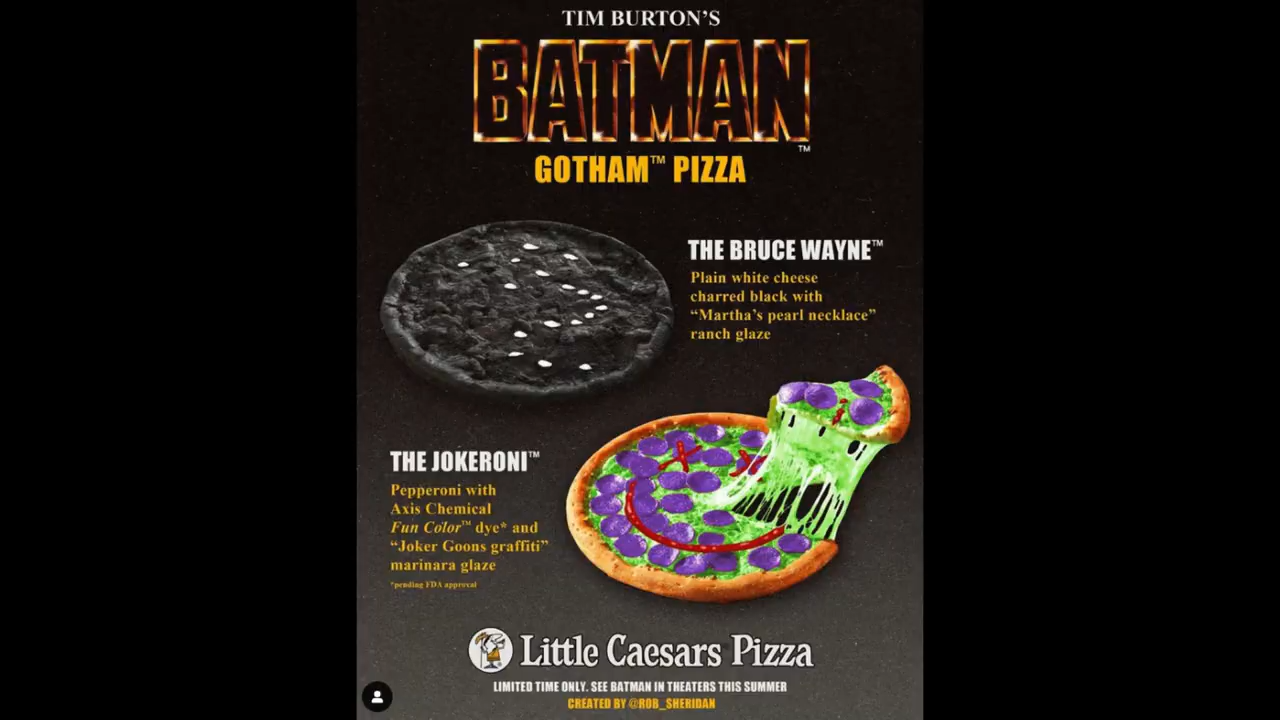 TIM BURTON'S
BATMAN™
GOTHAM™ PIZZA
THE BRUCE WAYNE™
Plain white cheese
charred black with
“Martha's pearl necklace”
ranch glaze
THE JOKERONI™
Pepperoni with
Axis Chemical
Fun Color™ dye* and
“Joker Goons graffiti”
marinara glaze
*pending FDA approval
Little Caesars Pizza
LIMITED TIME ONLY. SEE BATMAN IN THEATERS THIS SUMMER
CREATED BY @ROB_SHERIDAN